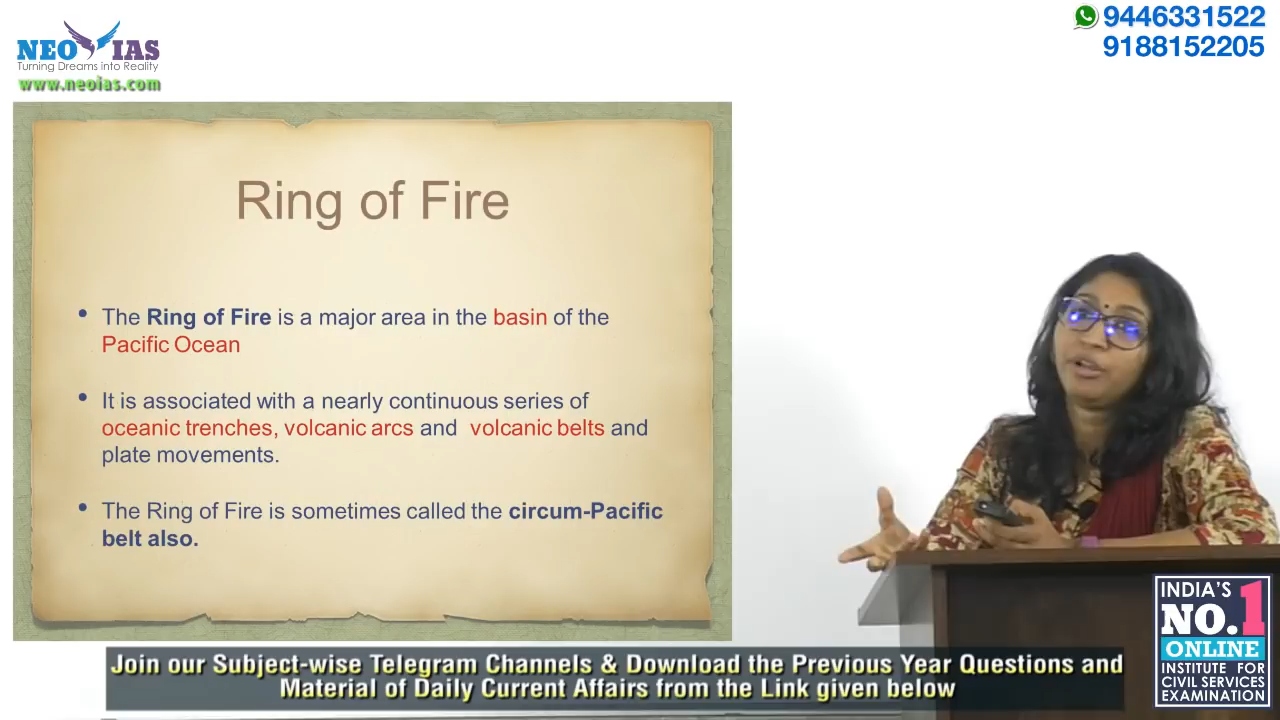 NEO IAS
Turning Dreams into Reality
www.neoias.com
9446331522
9188152205
Ring of Fire
• The Ring of Fire is a major area in the basin of the
Pacific Ocean
• It is associated with a nearly continuous series of
oceanic trenches, volcanic arcs and volcanic belts and
plate movements.
• The Ring of Fire is sometimes called the circum-Pacific
belt also.
INDIA'S
NO.1
ONLINE
INSTITUTE FOR
CIVIL SERVICES
EXAMINATION
Join our Subject-wise Telegram Channels & Download the Previous Year Questions and
Material of Daily Current Affairs from the Link given below